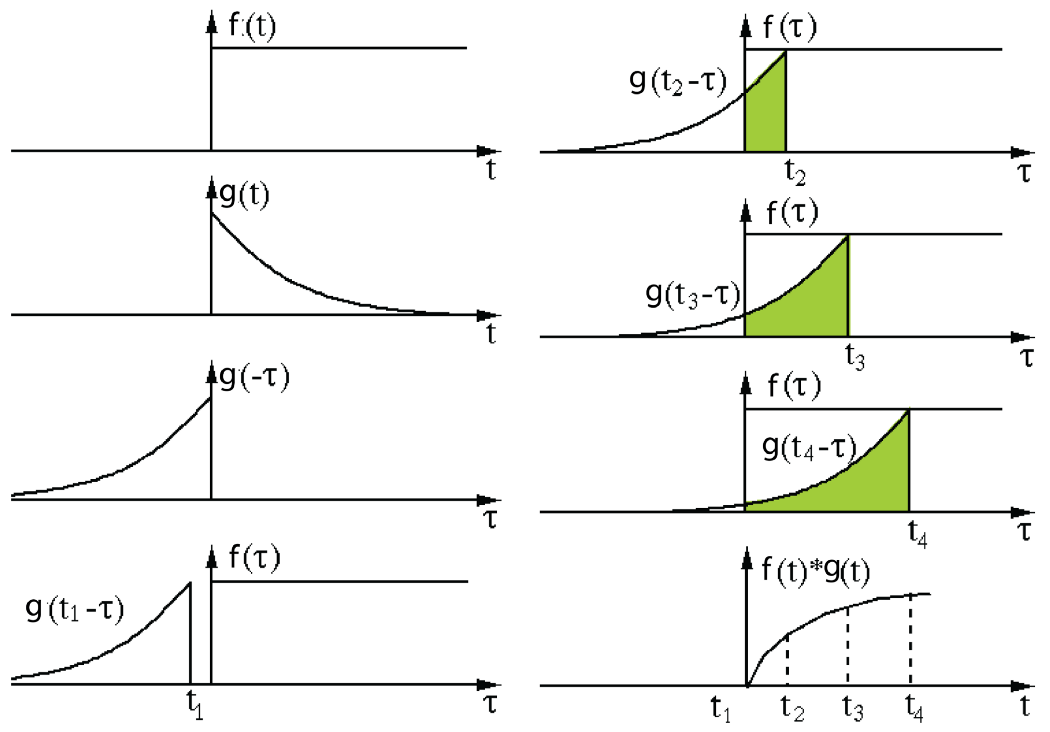 f:(t)
t
g(t)
t
g(-τ)
τ
f(τ)
g(t1-τ)
t1
τ
f(τ)
g(t2-τ)
t2
τ
f(τ)
g(t3-τ)
t3
τ
f(τ)
g(t4-τ)
t4
τ
f(t)*g(t)
t1 t2 t3 t4 t